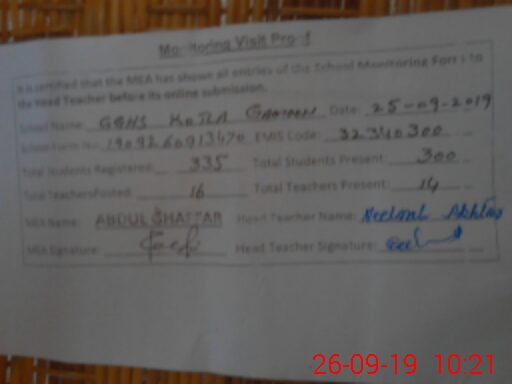 Monitoring Visit Proof
It is certified that the MEA has shown all entries of the School Monitoring Form to
the Head Teacher before its online submission.
School Name: GGHS KOTLA Date: 25-09-2019
School Form No: 1909260913470 EMIS Code: 32340300
Total Students Registered: 335 Total Students Present: 300
Total Teachers Posted: 16 Total Teachers Present: 14
MEA Name: ABDUL GHAFFAR Head Teacher Name: Neelam Akhtar
MEA Signature: Head Teacher Signature:
26-09-19 10:21